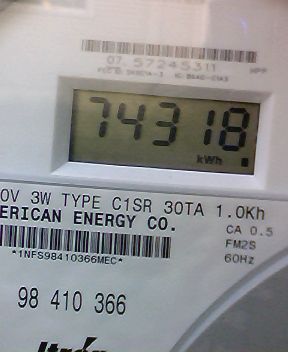 07. 57245311
74318
kWh
0V 3W TYPE C1SR 30TA 1.0Kh
ERICAN ENERGY CO.
CA 0.5
FM2S
60Hz
*1NFS98410366MEC*
98 410 366
Itrón